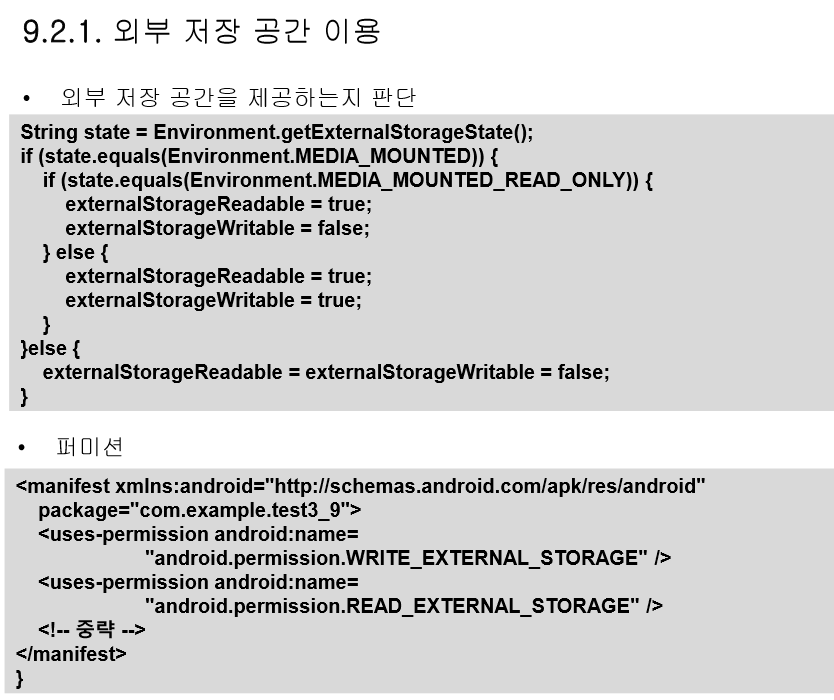 9.2.1. 외부 저장 공간 이용
• 외부 저장 공간을 제공하는지 판단
String state = Environment.getExternalStorageState();
if (state.equals(Environment.MEDIA_MOUNTED)) {
if (state.equals(Environment.MEDIA_MOUNTED_READ_ONLY)) {
externalStorageReadable = true;
externalStorageWritable = false;
} else {
externalStorageReadable = true;
externalStorageWritable = true;
}
}else {
externalStorageReadable = externalStorageWritable = false;
}
• 퍼미션
<manifest xmlns:android="http://schemas.android.com/apk/res/android"
package="com.example.test3_9">
<uses-permission android:name=
"android.permission.WRITE_EXTERNAL_STORAGE" />
<uses-permission android:name=
"android.permission.READ_EXTERNAL_STORAGE" />
<!-- 중략 -->
</manifest>
}